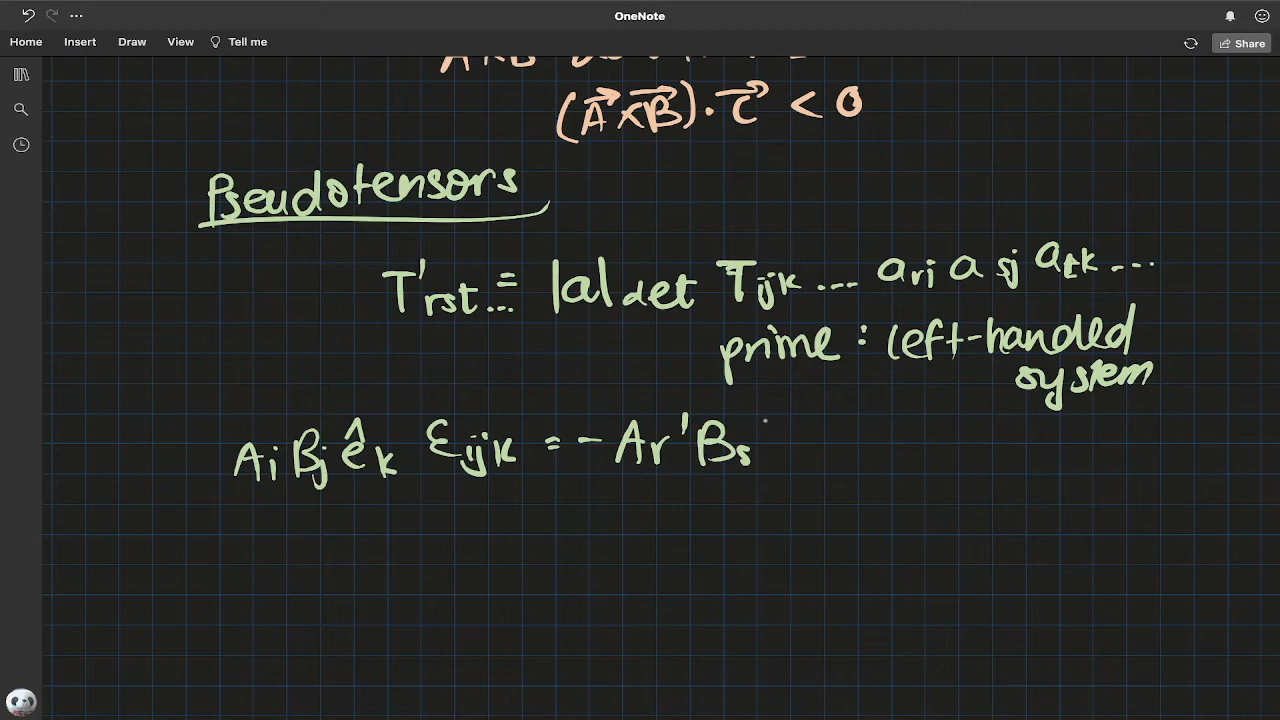 OneNote
Home Insert Draw View Tell me Share
A×B
(A⃗×B⃗)·C⃗ < 0
Pseudotensors
T'rst... = |a|det Tijk... arj asj atk ...
prime : left-handed
system
Ai Bj êk εijk = - Ar' Bs